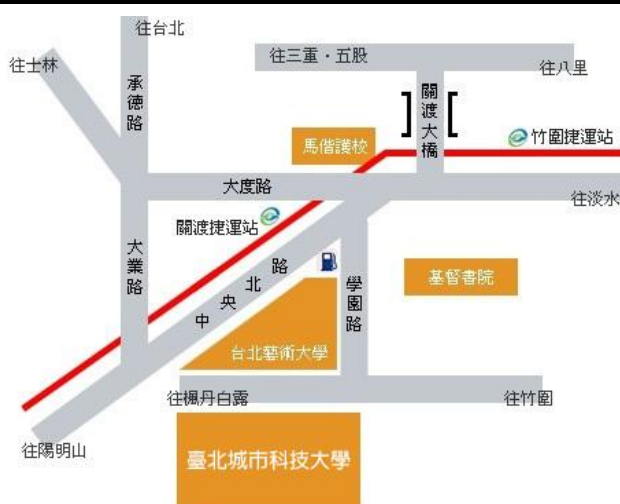 往台北
往士林
承德路
往三重・五股
往八里
關渡大橋
竹圍捷運站
馬偕護校
大度路
往淡水
關渡捷運站
大業路
中央北路
學園路
基督書院
台北藝術大學
往楓丹白露
往竹圍
往陽明山
臺北城市科技大學